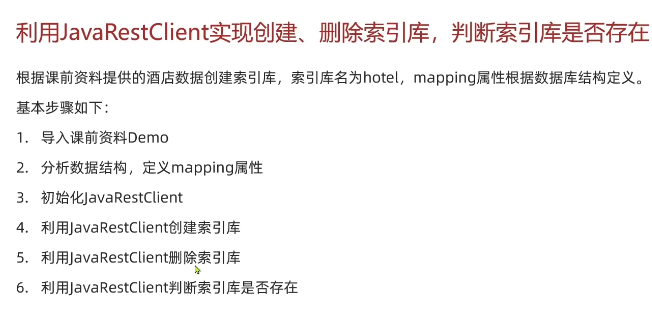 利用JavaRestClient实现创建、删除索引库，判断索引库是否存在
根据课前资料提供的酒店数据创建索引库，索引库名为hotel，mapping属性根据数据库结构定义。
基本步骤如下：
1. 导入课前资料Demo
2. 分析数据结构，定义mapping属性
3. 初始化JavaRestClient
4. 利用JavaRestClient创建索引库
5. 利用JavaRestClient删除索引库
6. 利用JavaRestClient判断索引库是否存在